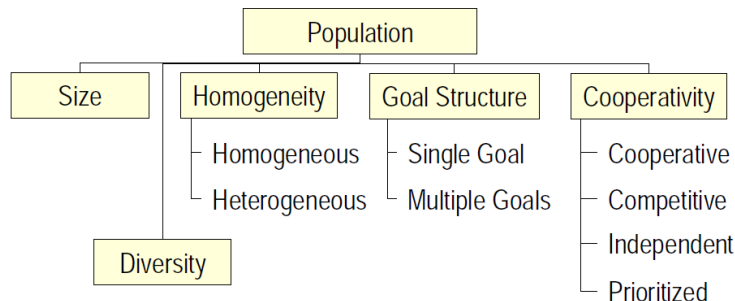 Population
Size
Homogeneity
Goal Structure
Cooperativity
Homogeneous
Single Goal
Cooperative
Heterogeneous
Multiple Goals
Competitive
Independent
Diversity
Prioritized